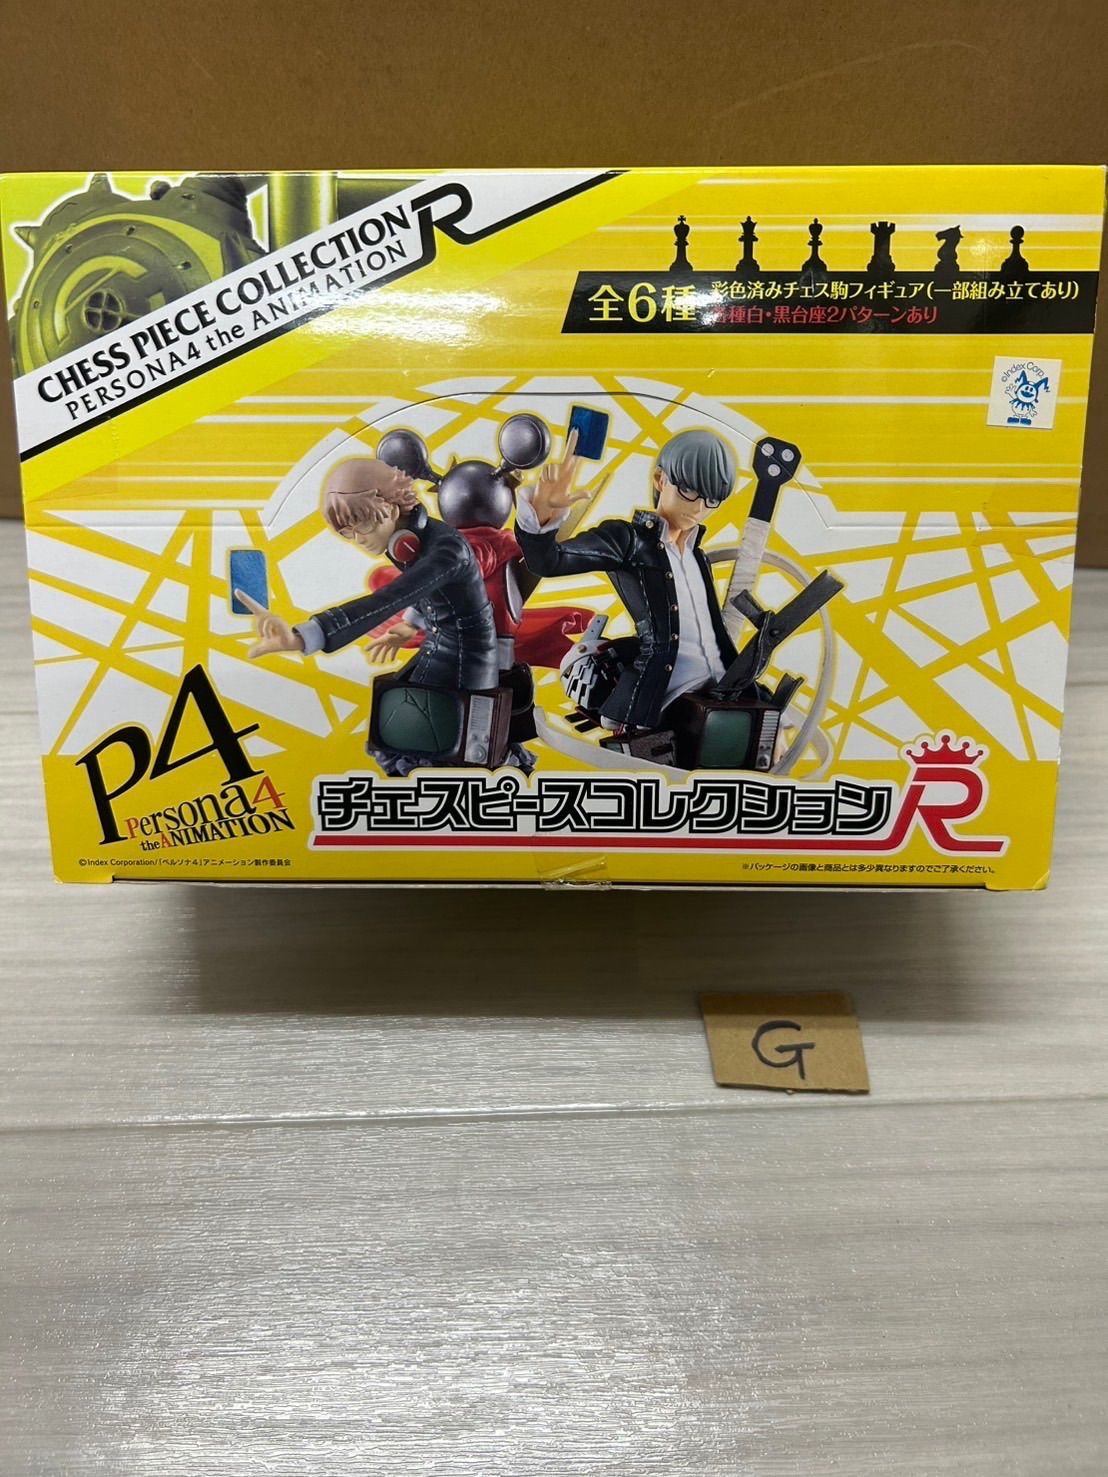 CHESS PIECE COLLECTION R
PERSONA4 the ANIMATION
全6種
彩色済みチェス駒フィギュア(一部組み立てあり)
各種白・黒台座2パターンあり
©Index Corp.
P4
Persona4
the ANIMATION
チェスピースコレクションR
©Index Corporation/「ペルソナ4」アニメーション製作委員会
※パッケージの画像と商品とは多少異なりますのでご了承ください。
G